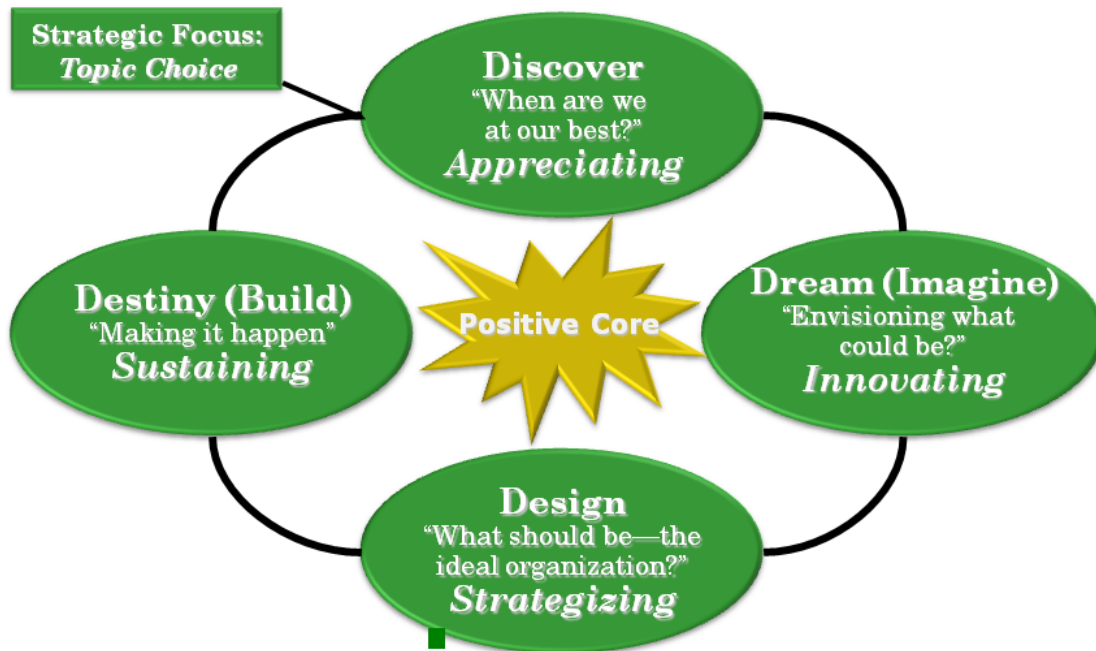 Strategic Focus:
Topic Choice
Discover
“When are we
at our best?”
Appreciating
Destiny (Build)
“Making it happen”
Sustaining
Positive Core
Dream (Imagine)
“Envisioning what
could be?”
Innovating
Design
“What should be—the
ideal organization?”
Strategizing